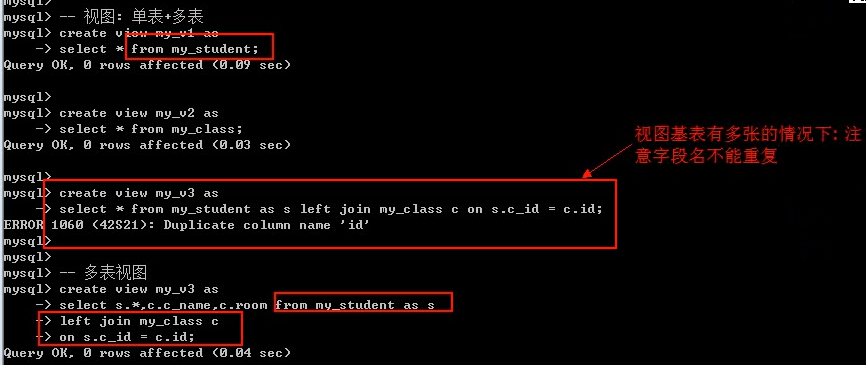 mysql>
mysql> -- 视图: 单表+多表
mysql> create view my_v1 as
    -> select * from my_student;
Query OK, 0 rows affected (0.09 sec)
mysql>
mysql> create view my_v2 as
    -> select * from my_class;
Query OK, 0 rows affected (0.03 sec)
视图基表有多张的情况下: 注
意字段名不能重复
mysql>
mysql> create view my_v3 as
    -> select * from my_student as s left join my_class c on s.c_id = c.id;
ERROR 1060 (42S21): Duplicate column name 'id'
mysql>
mysql>
mysql> -- 多表视图
mysql> create view my_v3 as
    -> select s.*,c.c_name,c.room from my_student as s
    -> left join my_class c
    -> on s.c_id = c.id;
Query OK, 0 rows affected (0.04 sec)